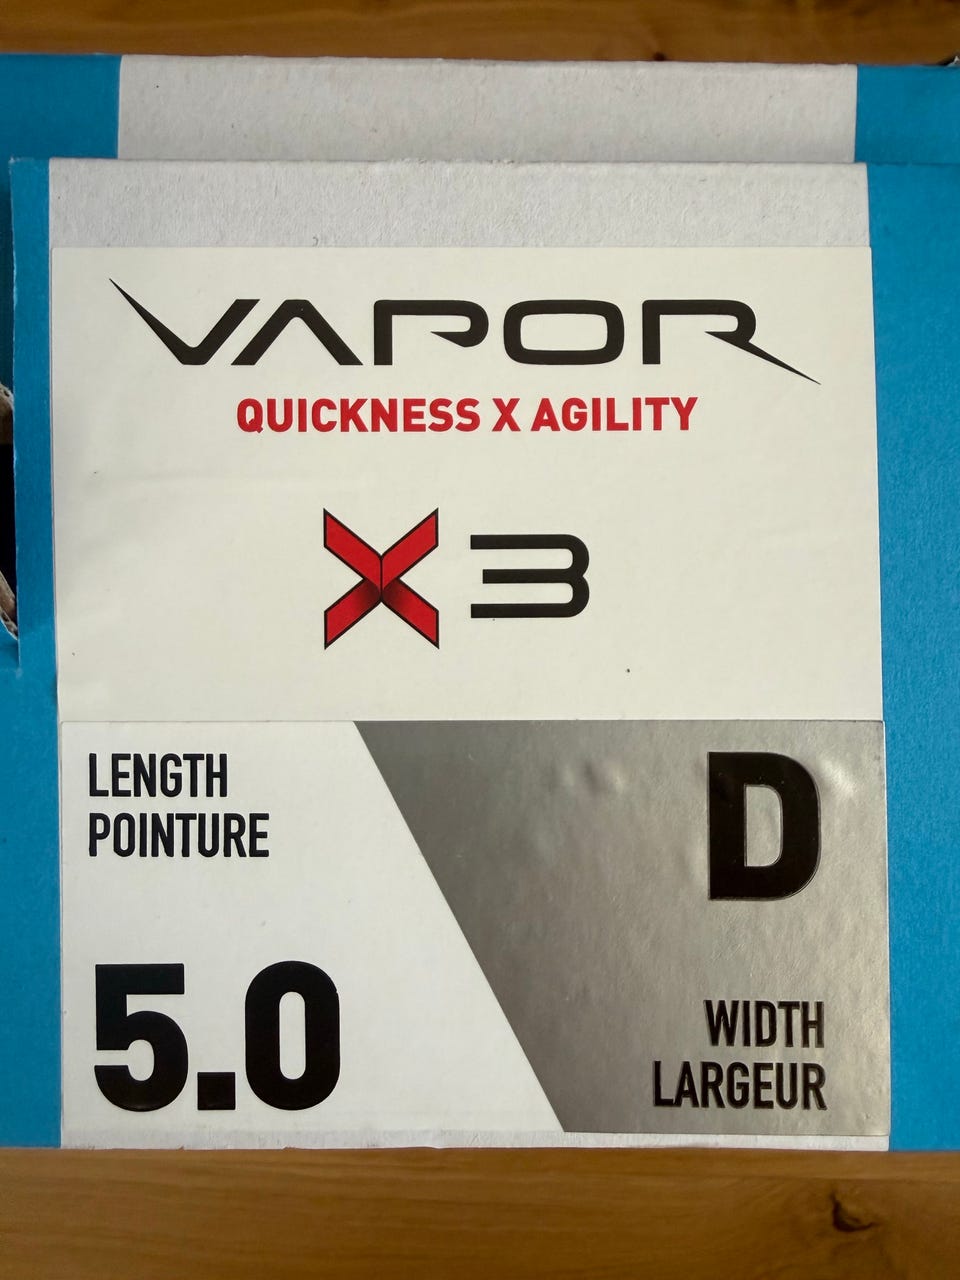 VAPOR
QUICKNESS X AGILITY
X3
LENGTH
POINTURE
5.0
D
WIDTH
LARGEUR